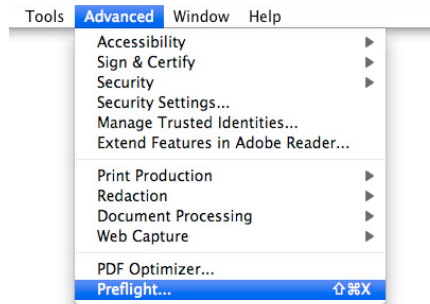 Tools Advanced Window Help
Accessibility
Sign & Certify
Security
Security Settings...
Manage Trusted Identities...
Extend Features in Adobe Reader...
Print Production
Redaction
Document Processing
Web Capture
PDF Optimizer...
Preflight... ⇧⌘X